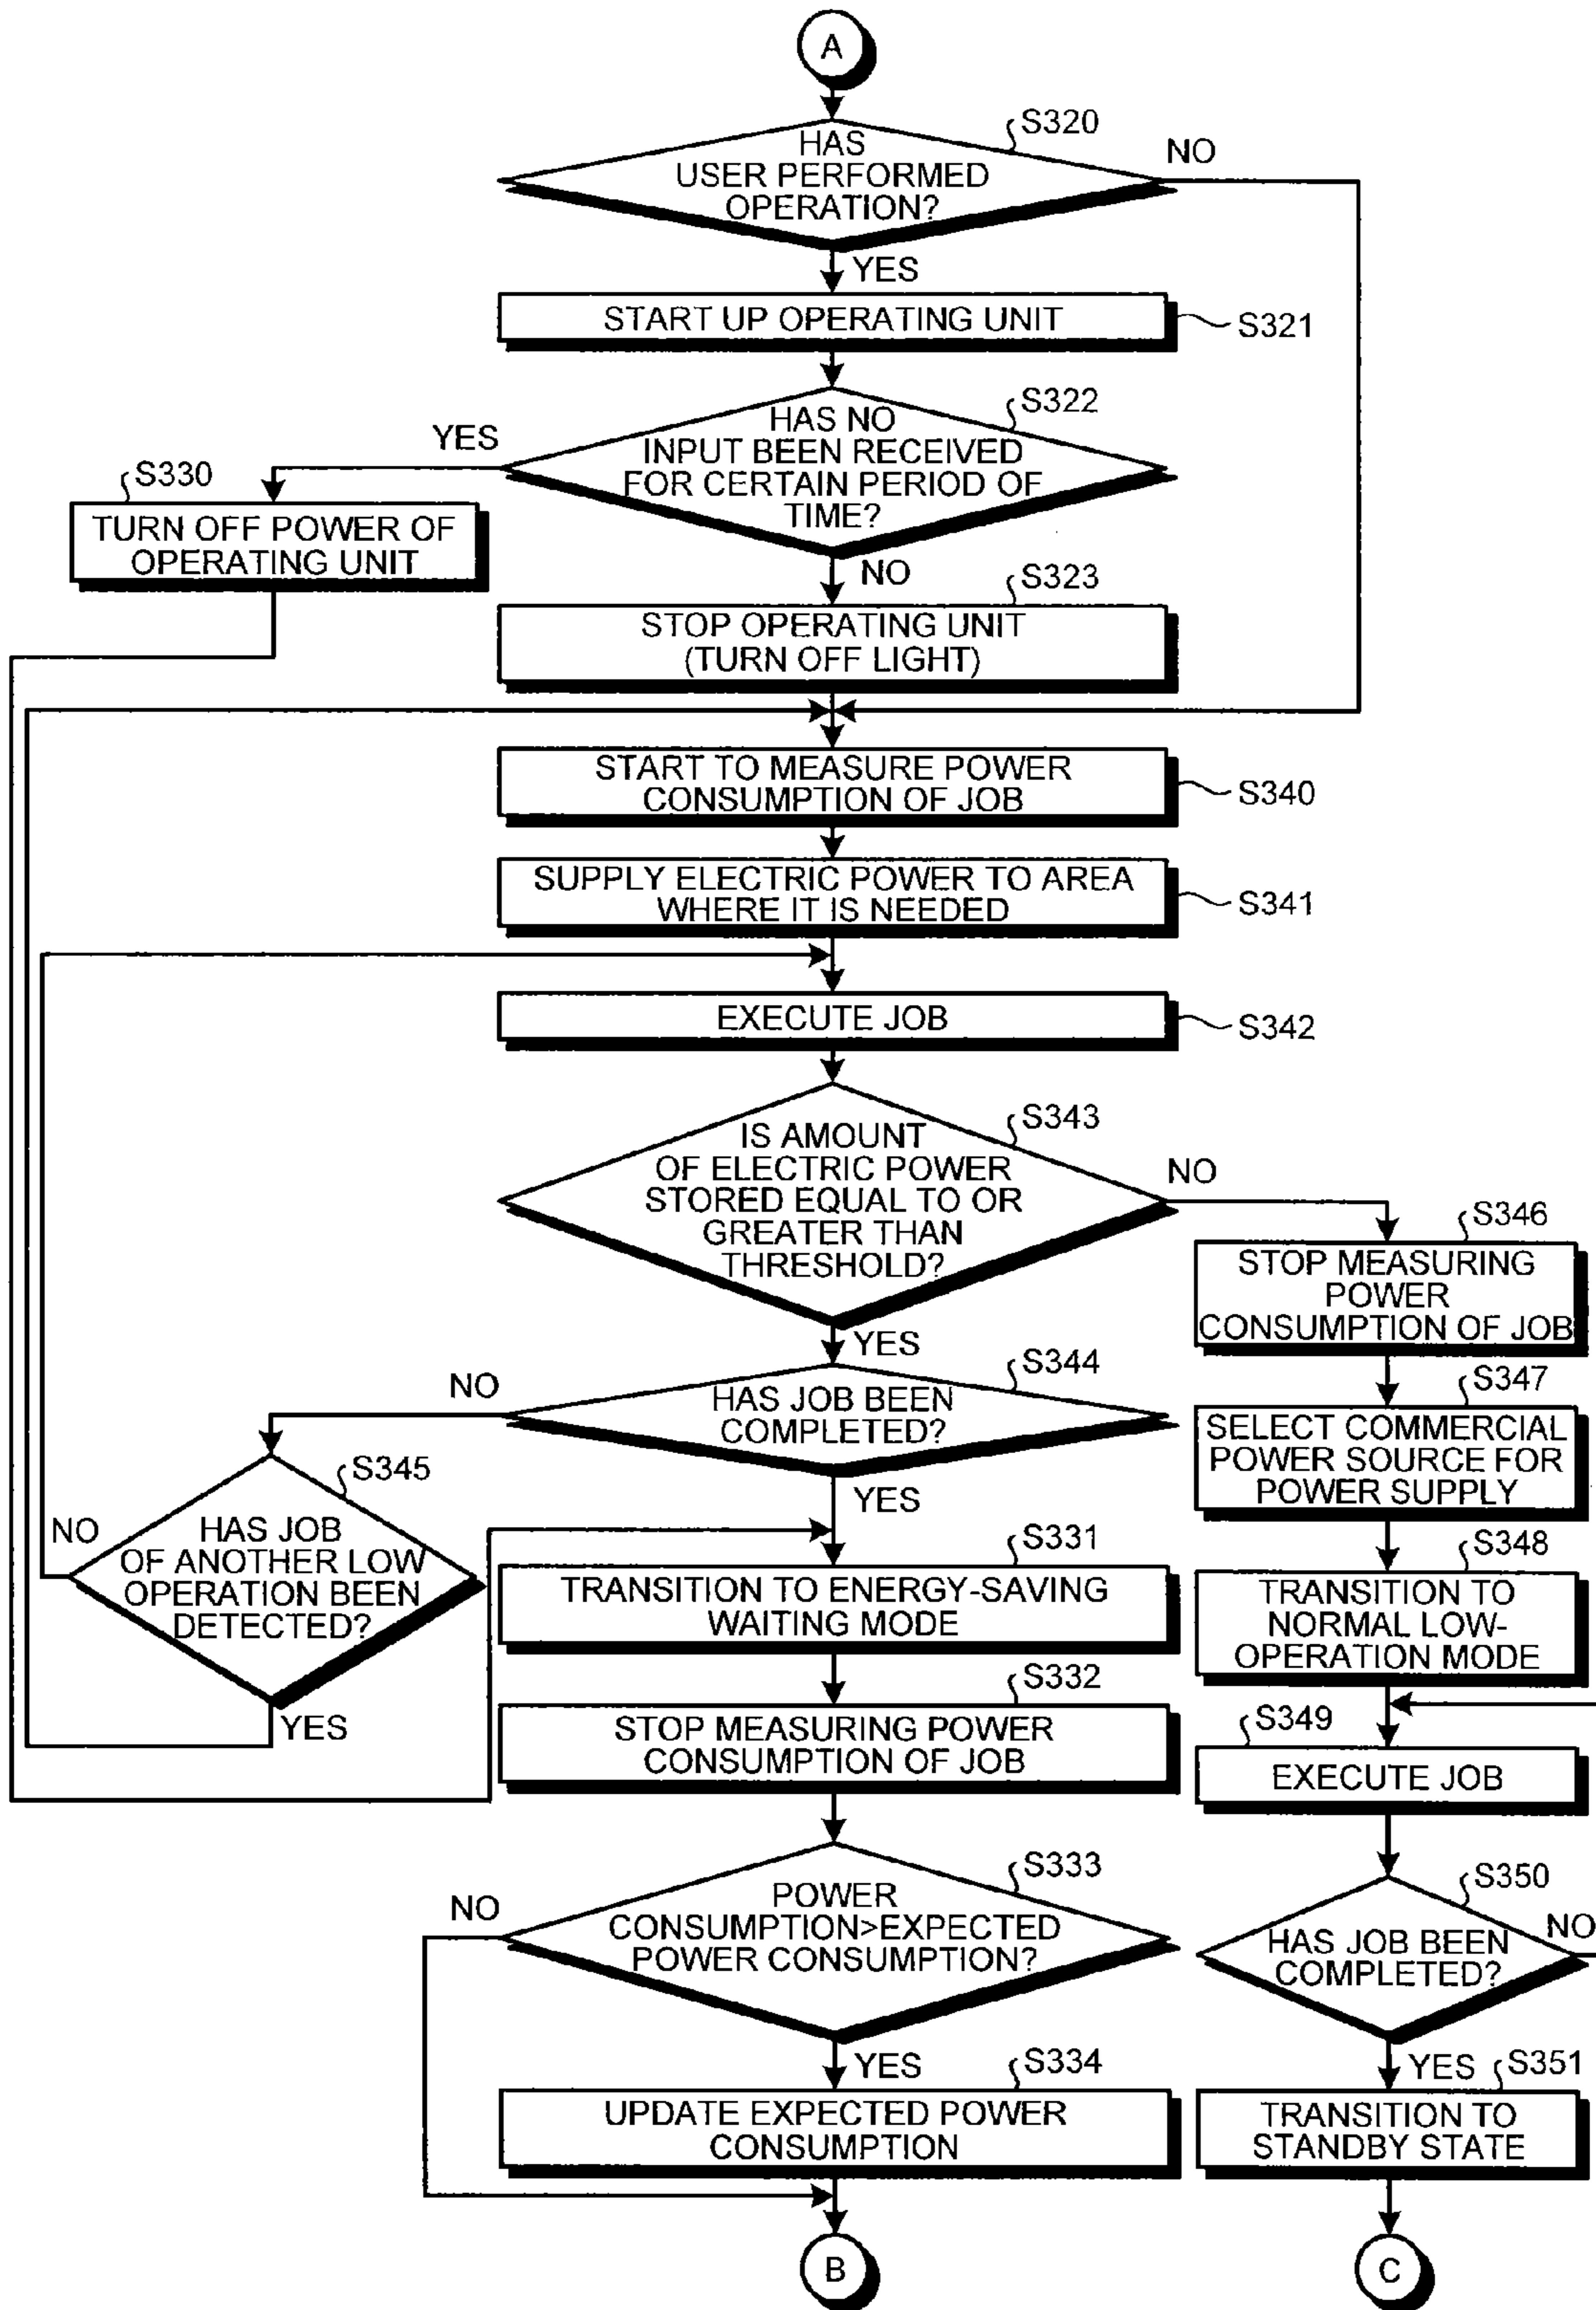 A
S320
HAS
USER PERFORMED
OPERATION?
NO
YES
START UP OPERATING UNIT
S321
S322
HAS NO
INPUT BEEN RECEIVED
FOR CERTAIN PERIOD OF
TIME?
YES
S330
TURN OFF POWER OF
OPERATING UNIT
NO
S323
STOP OPERATING UNIT
(TURN OFF LIGHT)
START TO MEASURE POWER
CONSUMPTION OF JOB
S340
SUPPLY ELECTRIC POWER TO AREA
WHERE IT IS NEEDED
S341
EXECUTE JOB
S342
S343
IS AMOUNT
OF ELECTRIC POWER
STORED EQUAL TO OR
GREATER THAN
THRESHOLD?
NO
S346
STOP MEASURING
POWER
CONSUMPTION OF JOB
YES
S344
HAS JOB BEEN
COMPLETED?
NO
S347
SELECT COMMERCIAL
POWER SOURCE FOR
POWER SUPPLY
S345
HAS JOB
OF ANOTHER LOW
OPERATION BEEN
DETECTED?
NO
YES
YES
S331
TRANSITION TO ENERGY-SAVING
WAITING MODE
S348
TRANSITION TO
NORMAL LOW-
OPERATION MODE
S332
STOP MEASURING POWER
CONSUMPTION OF JOB
S349
EXECUTE JOB
S333
POWER
CONSUMPTION>EXPECTED
POWER CONSUMPTION?
NO
S350
HAS JOB BEEN
COMPLETED?
NO
YES
S334
UPDATE EXPECTED POWER
CONSUMPTION
YES
S351
TRANSITION TO
STANDBY STATE
B
C